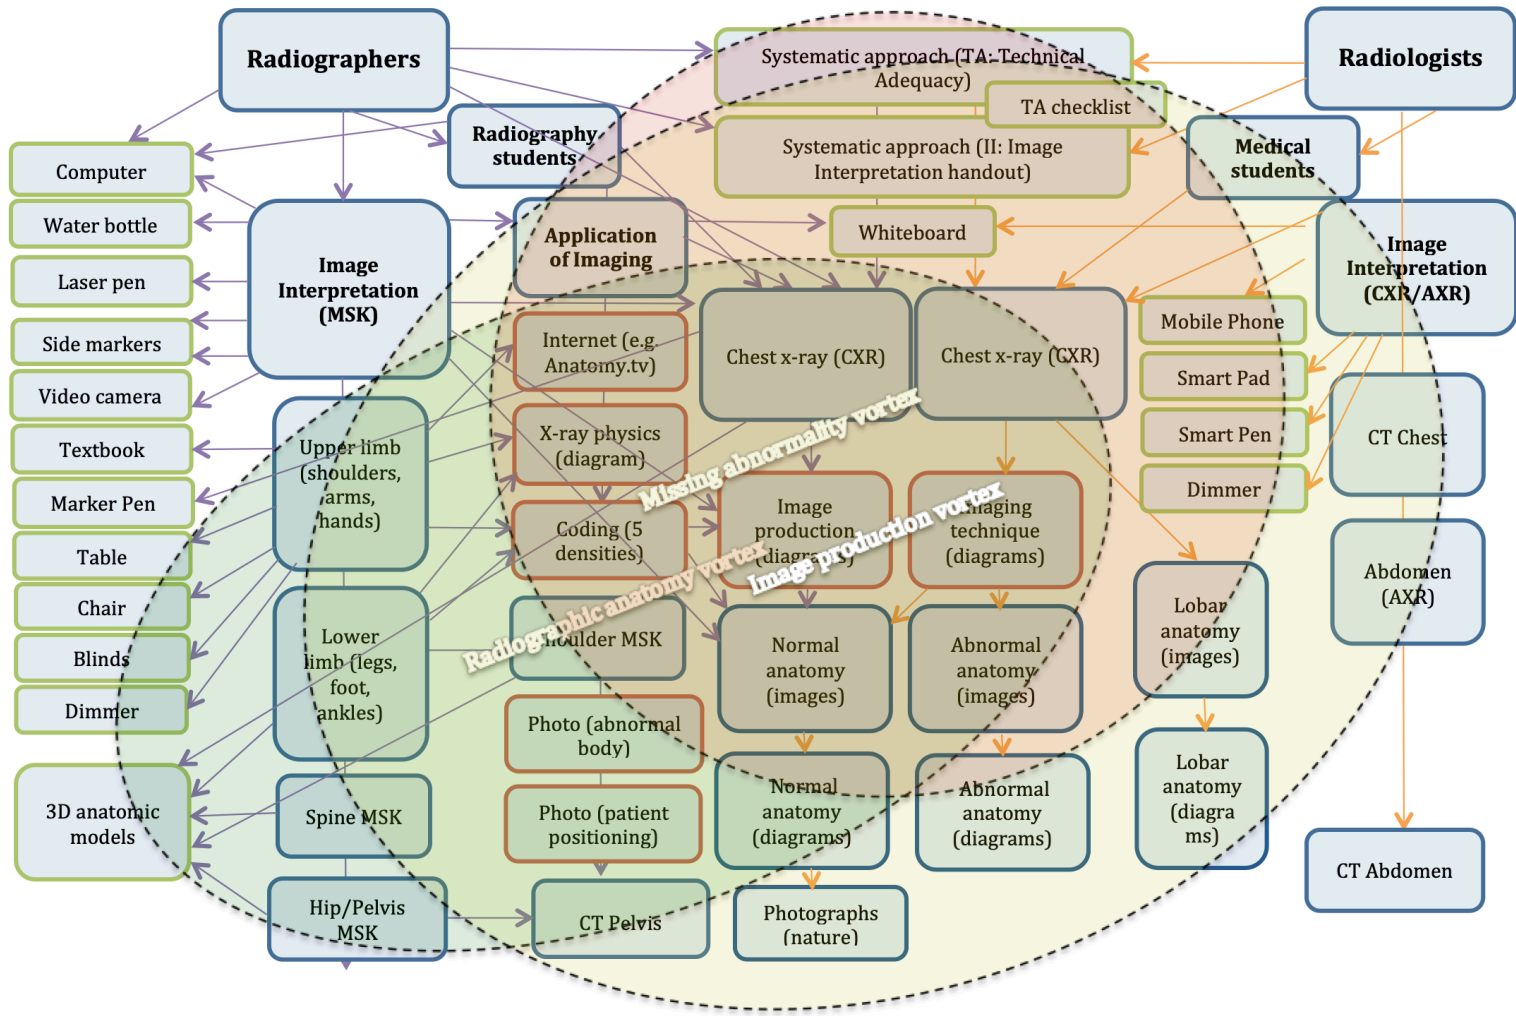 Radiographers
Systematic approach (TA: Technical
Adequacy)
Radiologists
TA checklist
Radiography
students
Systematic approach (II: Image
Interpretation handout)
Medical
students
Computer
Water bottle
Laser pen
Side markers
Video camera
Textbook
Marker Pen
Table
Chair
Blinds
Dimmer
3D anatomic
models
Image
Interpretation
(MSK)
Upper limb
(shoulders,
arms,
hands)
Lower
limb (legs,
foot,
ankles)
Spine MSK
Hip/Pelvis
MSK
Application
of Imaging
Internet (e.g.
Anatomy.tv)
X-ray physics
(diagram)
Coding (5
densities)
Shoulder MSK
Photo (abnormal
body)
Photo (patient
positioning)
CT Pelvis
Whiteboard
Chest x-ray (CXR)
Chest x-ray (CXR)
Missing abnormality vortex
Image production vortex
Radiographic anatomy vortex
Image
production
(diagrams)
Imaging
technique
(diagrams)
Normal
anatomy
(images)
Abnormal
anatomy
(images)
Normal
anatomy
(diagrams)
Abnormal
anatomy
(diagrams)
Photographs
(nature)
Image
Interpretation
(CXR/AXR)
Mobile Phone
Smart Pad
Smart Pen
Dimmer
Lobar
anatomy
(images)
Lobar
anatomy
(diagra
ms)
CT Chest
Abdomen
(AXR)
CT Abdomen